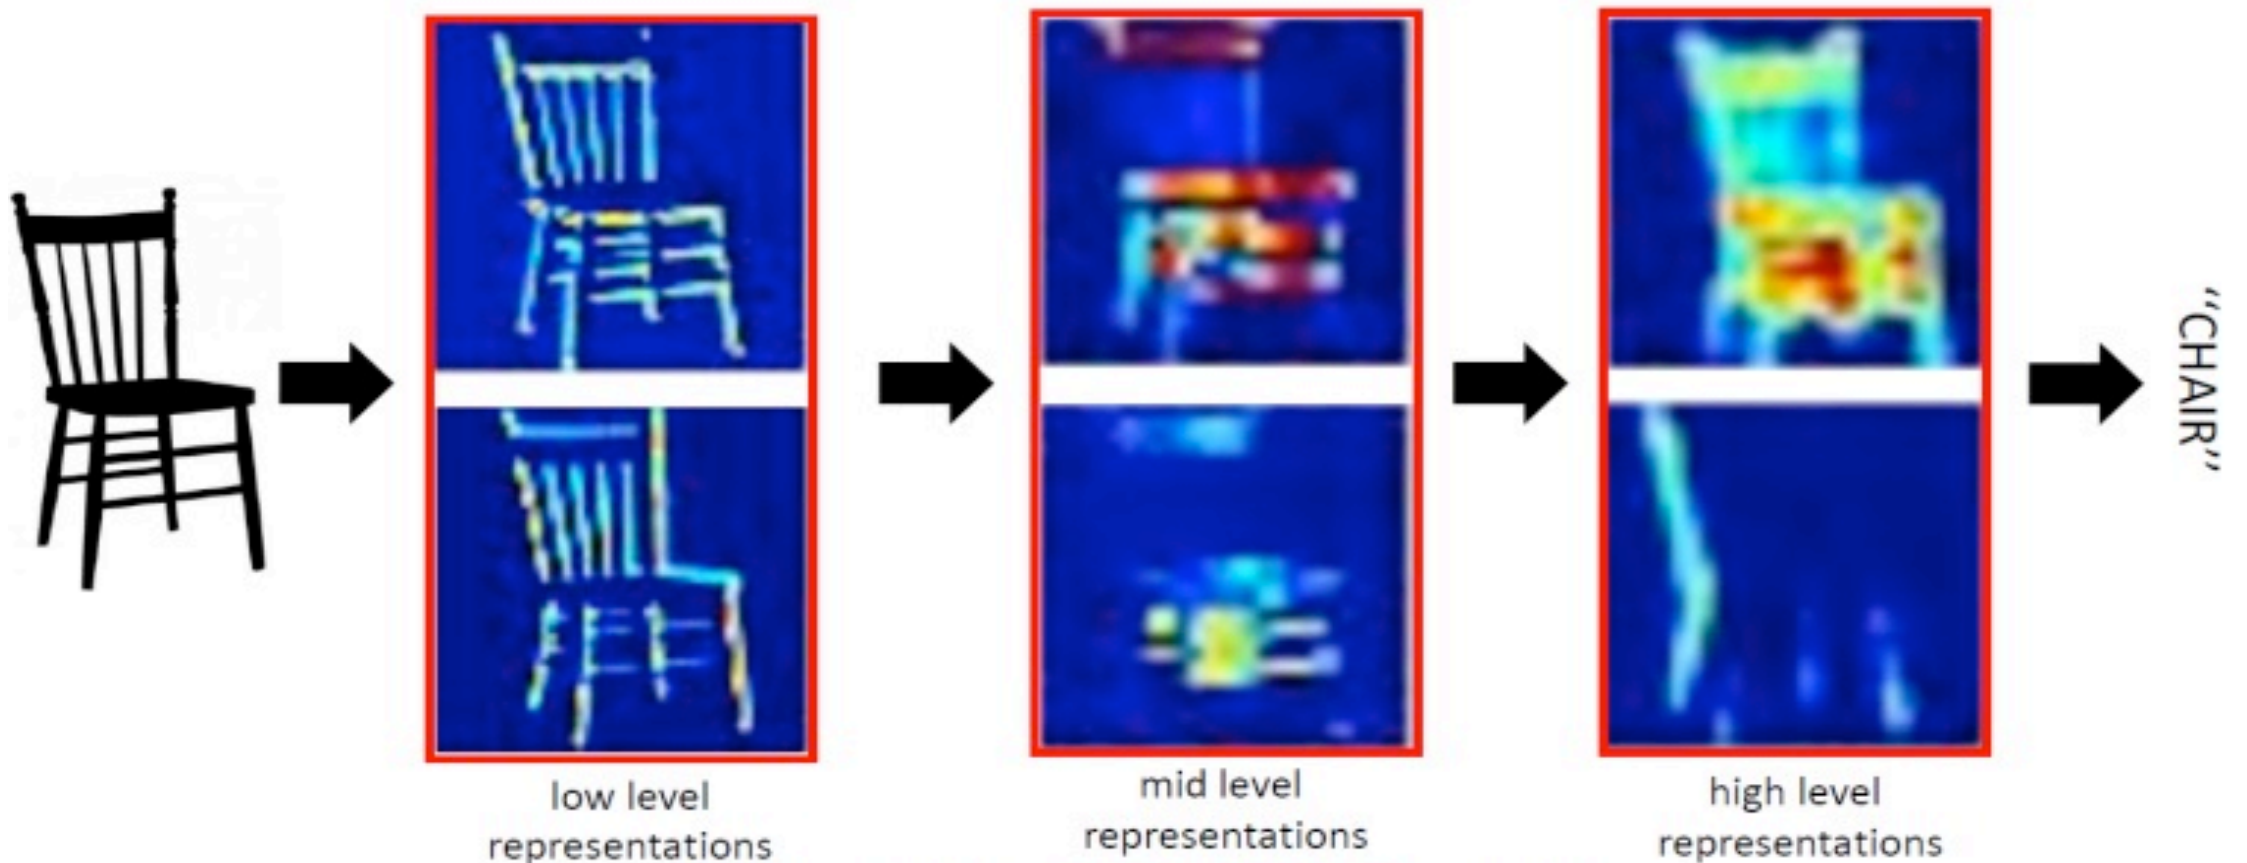 low level
representations
mid level
representations
high level
representations
“CHAIR”